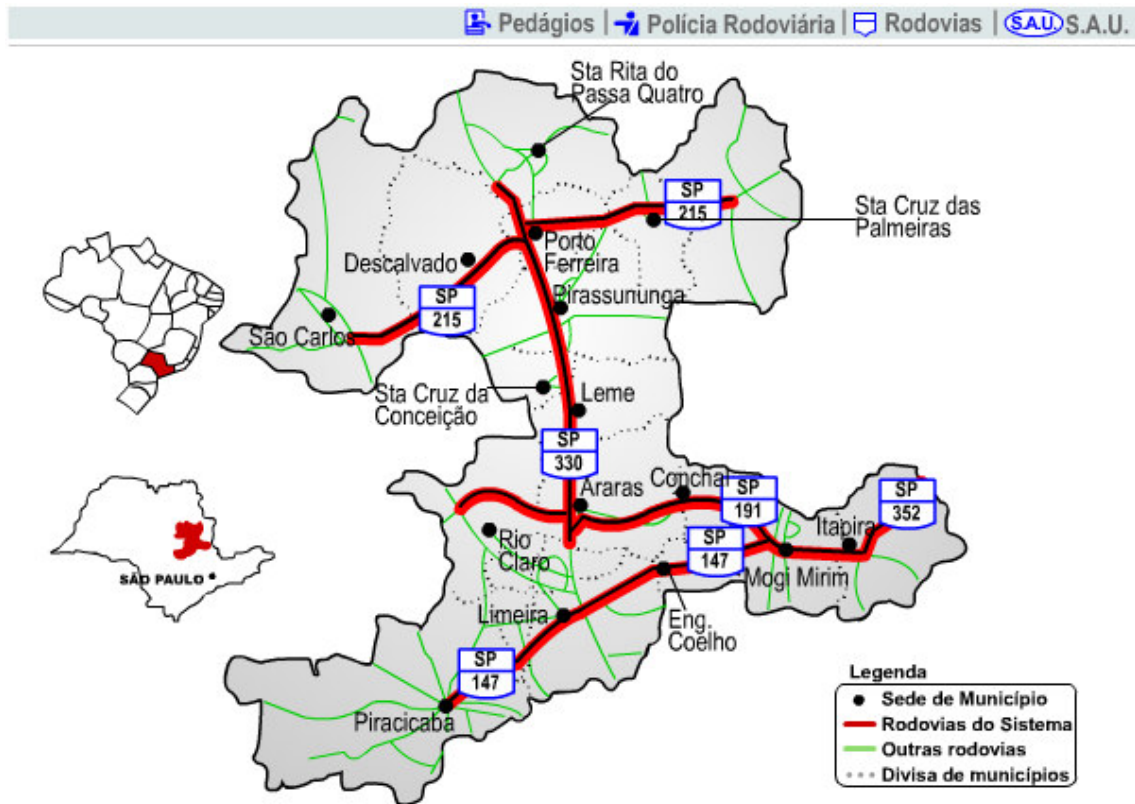 Pedágios | Polícia Rodoviária | Rodovias | S.A.U. S.A.U.
Sta Rita do
Passa Quatro
SP
215
Sta Cruz das
Palmeiras
Porto
Ferreira
Descalvado
Pirassununga
SP
215
São Carlos
Sta Cruz da
Conceição
Leme
SP
330
Araras
Conchal
SP
191
Itapira
SP
352
Rio
Claro
SP
147
Mogi Mirim
SÃO PAULO
Limeira
Eng.
Coelho
SP
147
Piracicaba
Legenda
Sede de Município
Rodovias do Sistema
Outras rodovias
Divisa de municípios